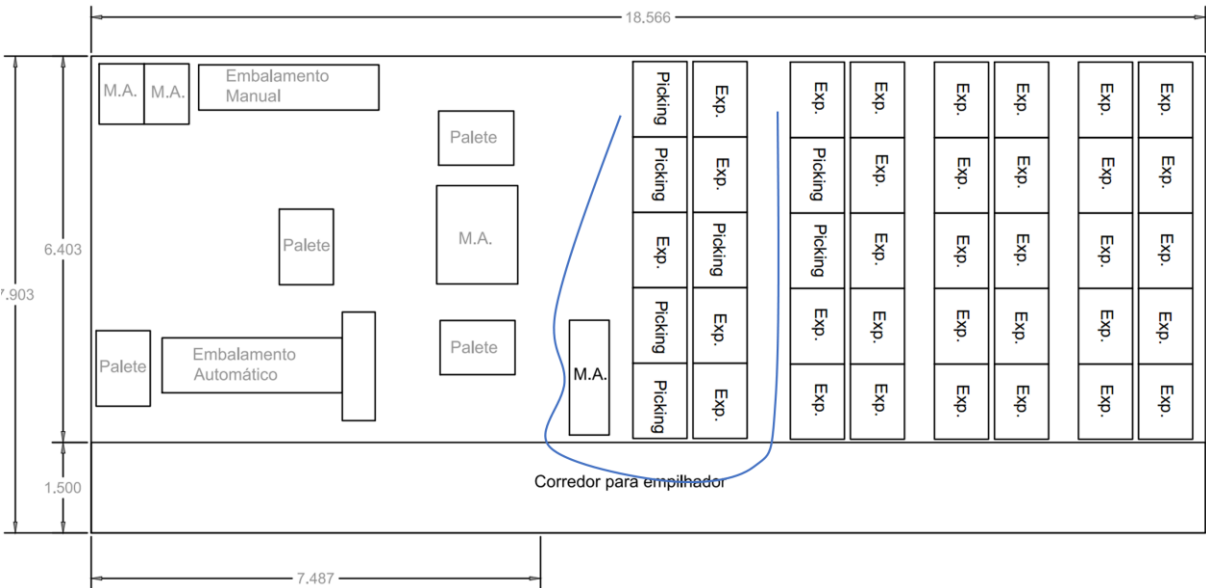 18.566
M.A.
M.A.
Embalamento
Manual
Palete
6.403
7.903
Palete
M.A.
Palete
Palete
Embalamento
Automático
M.A.
Picking
Exp.
Exp.
Exp.
Exp.
Exp.
Exp.
Exp.
Picking
Exp.
Picking
Exp.
Exp.
Exp.
Exp.
Exp.
Exp.
Picking
Picking
Exp.
Exp.
Exp.
Exp.
Exp.
Picking
Exp.
Exp.
Exp.
Exp.
Exp.
Exp.
Exp.
Picking
Exp.
Exp.
Exp.
Exp.
Exp.
Exp.
Exp.
1.500
Corredor para empilhador
7.487